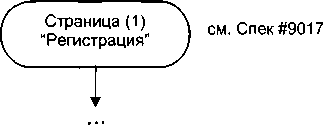 Страница (1)
“Регистрация”
см. Спек #9017
...